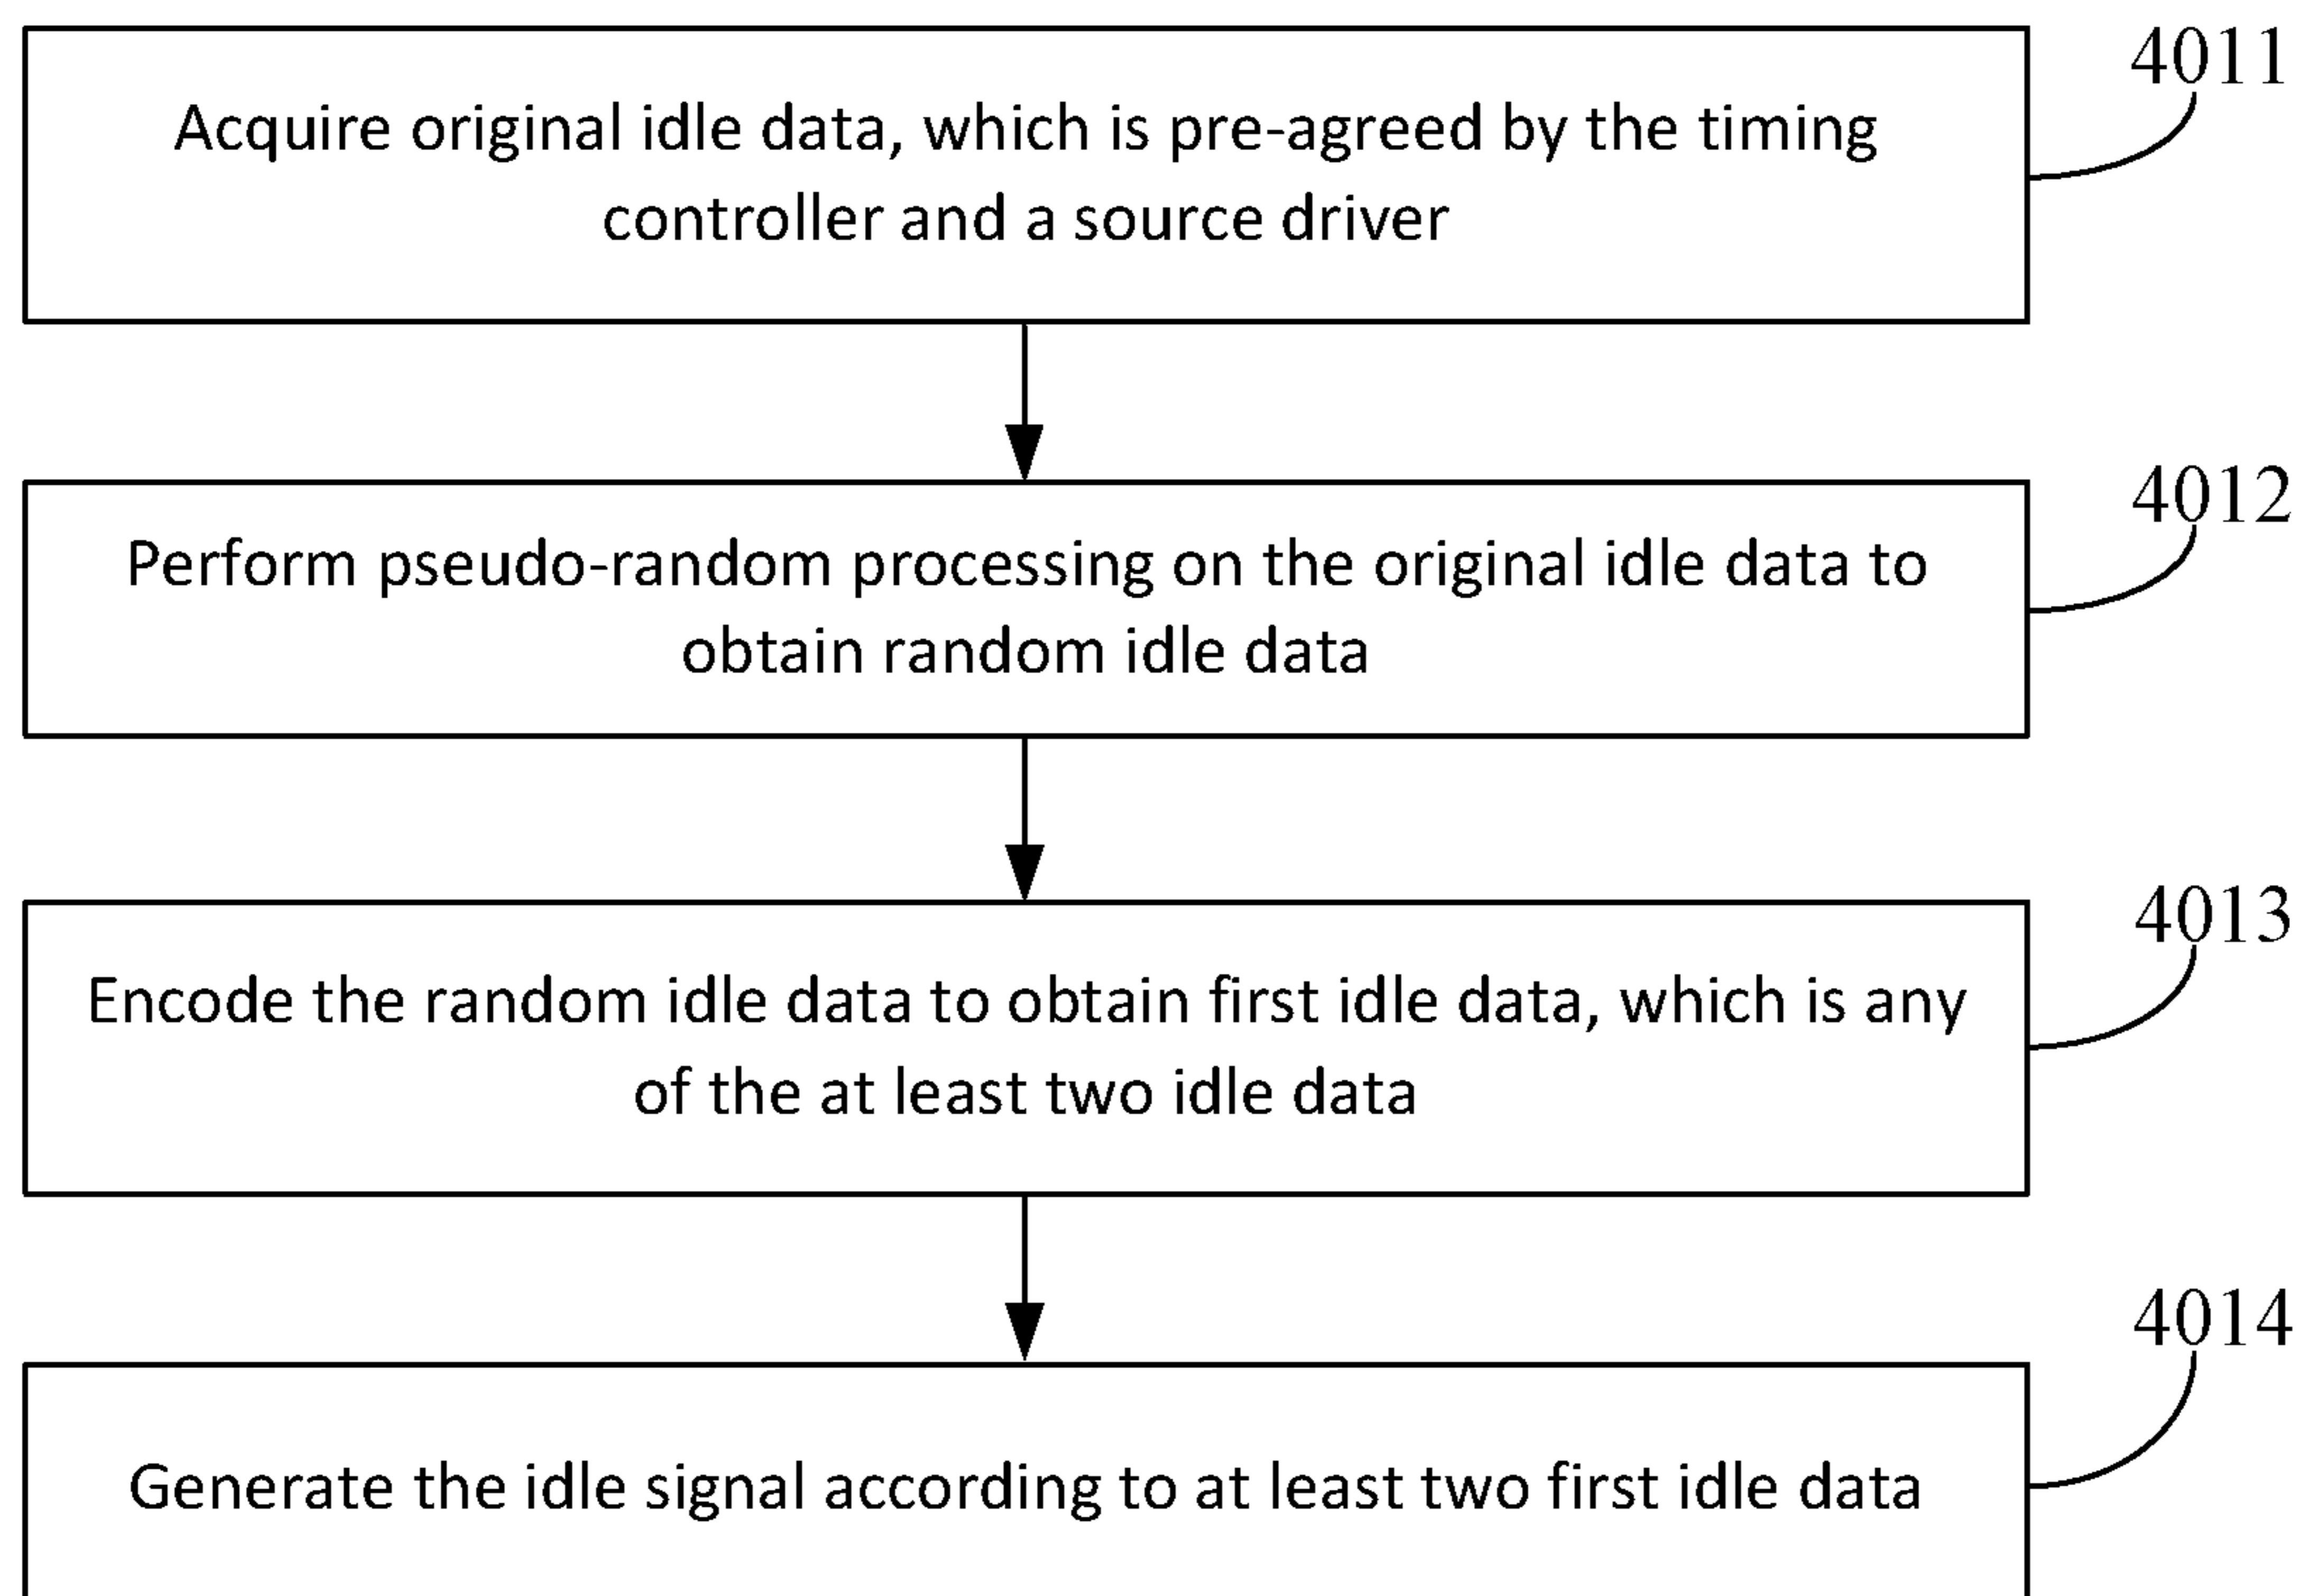 4011
Acquire original idle data, which is pre-agreed by the timing
controller and a source driver
4012
Perform pseudo-random processing on the original idle data to
obtain random idle data
4013
Encode the random idle data to obtain first idle data, which is any
of the at least two idle data
4014
Generate the idle signal according to at least two first idle data